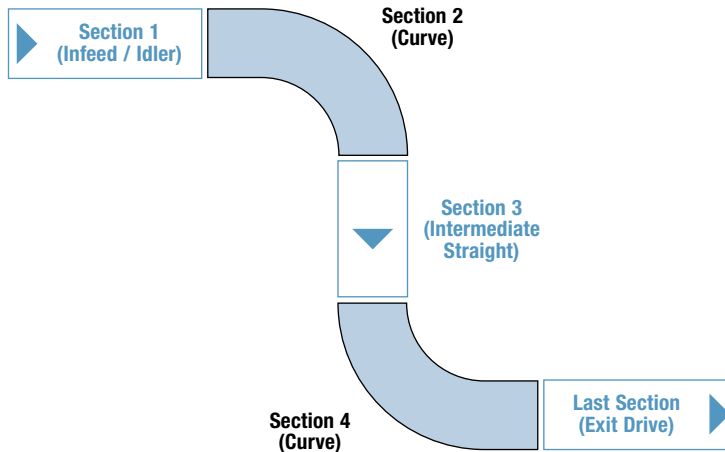 Section 1
(Infeed / Idler)
Section 2
(Curve)
Section 3
(Intermediate
Straight)
Section 4
(Curve)
Last Section
(Exit Drive)